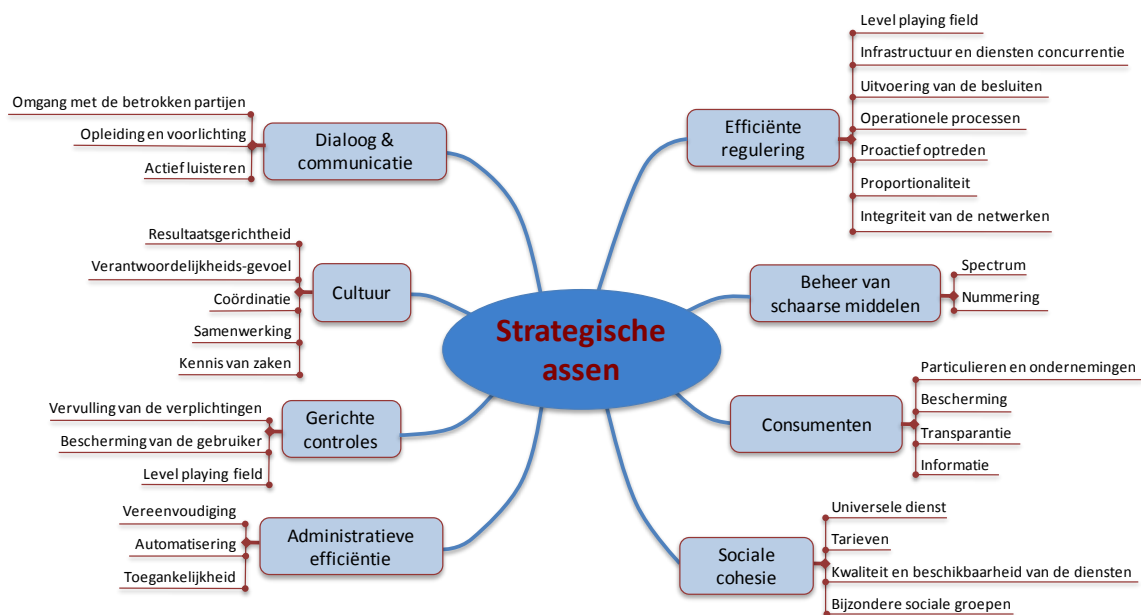 Strategische
assen
Dialoog &
communicatie
Omgang met de betrokken partijen
Opleiding en voorlichting
Actief luisteren
Cultuur
Resultaatsgerichtheid
Verantwoordelijkheids-gevoel
Coördinatie
Samenwerking
Kennis van zaken
Gerichte
controles
Vervulling van de verplichtingen
Bescherming van de gebruiker
Level playing field
Administratieve
efficiëntie
Vereenvoudiging
Automatisering
Toegankelijkheid
Efficiënte
regulering
Level playing field
Infrastructuur en diensten concurrentie
Uitvoering van de besluiten
Operationele processen
Proactief optreden
Proportionaliteit
Integriteit van de netwerken
Beheer van
schaarse middelen
Spectrum
Nummering
Consumenten
Particulieren en ondernemingen
Bescherming
Transparantie
Informatie
Sociale
cohesie
Universele dienst
Tarieven
Kwaliteit en beschikbaarheid van de diensten
Bijzondere sociale groepen